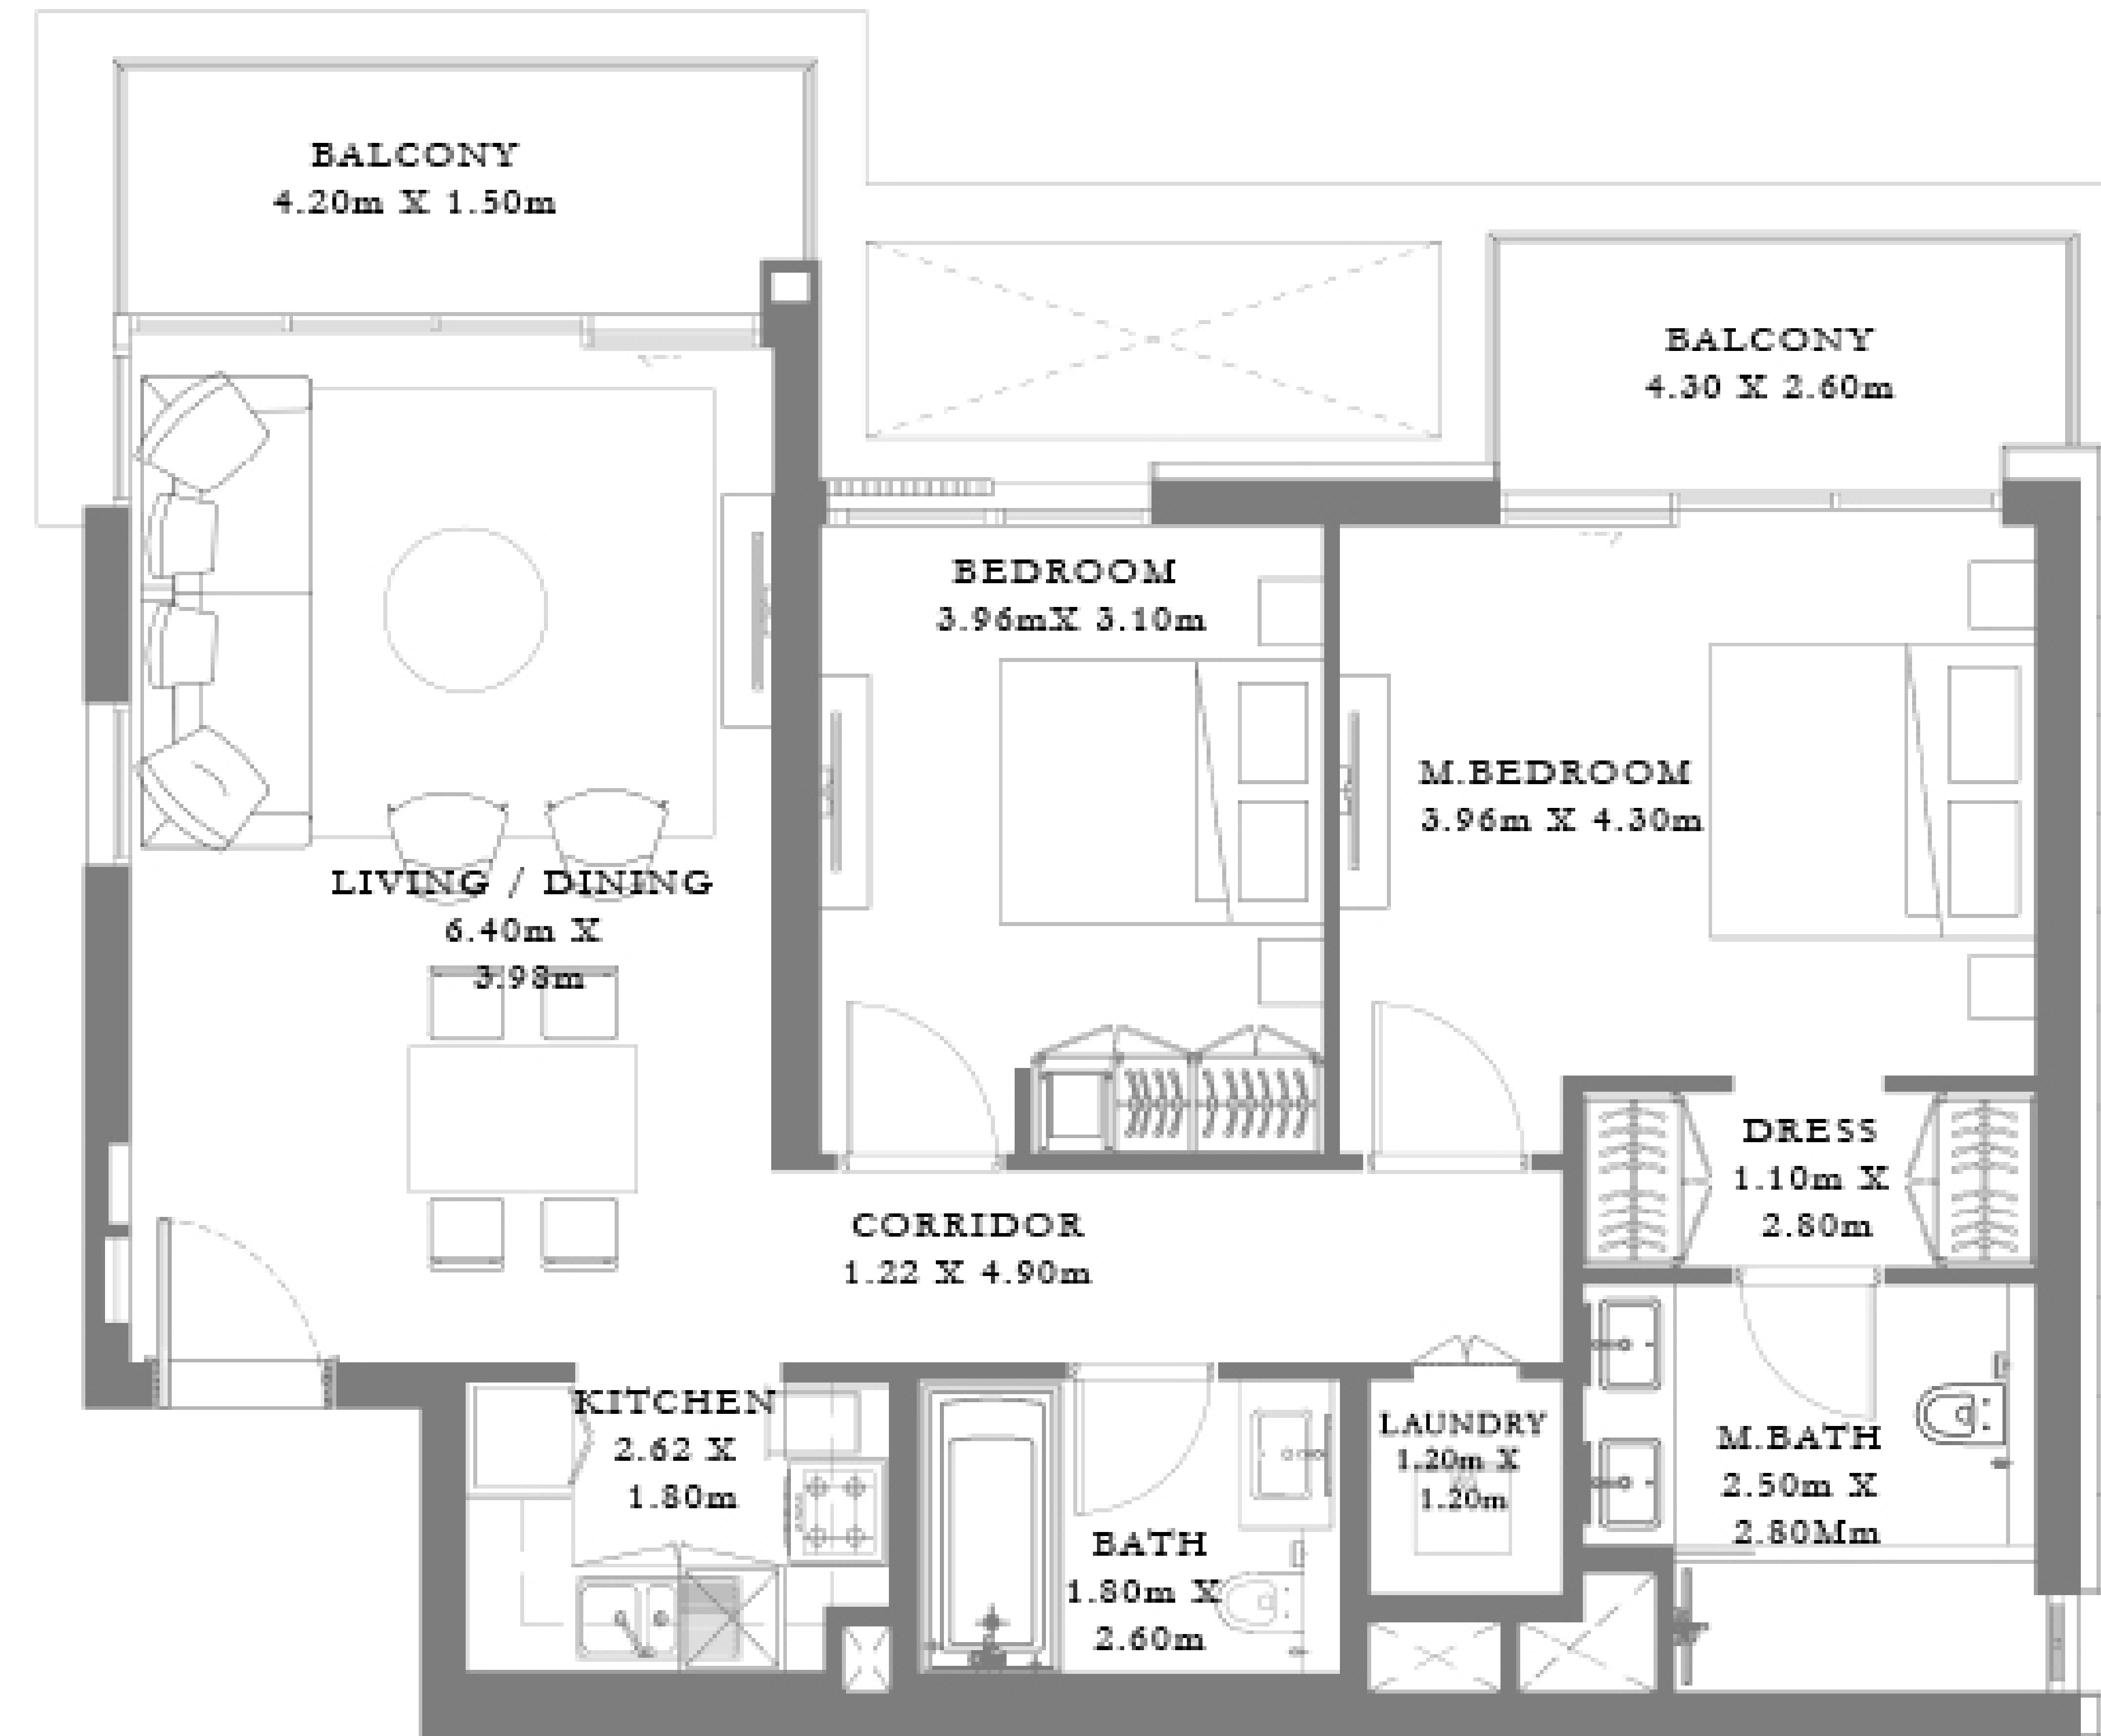 BALCONY
4.20m X 1.50m
BALCONY
4.30 X 2.60m
BEDROOM
3.96mX 3.10m
M.BEDROOM
3.96m X 4.30m
LIVING / DINING
6.40m X
3.98m
DRESS
1.10m X
2.80m
CORRIDOR
1.22 X 4.90m
KITCHEN
2.62 X
1.80m
LAUNDRY
1.20m X
1.20m
M.BATH
2.50m X
2.80Mm
BATH
1.80m X
2.60m